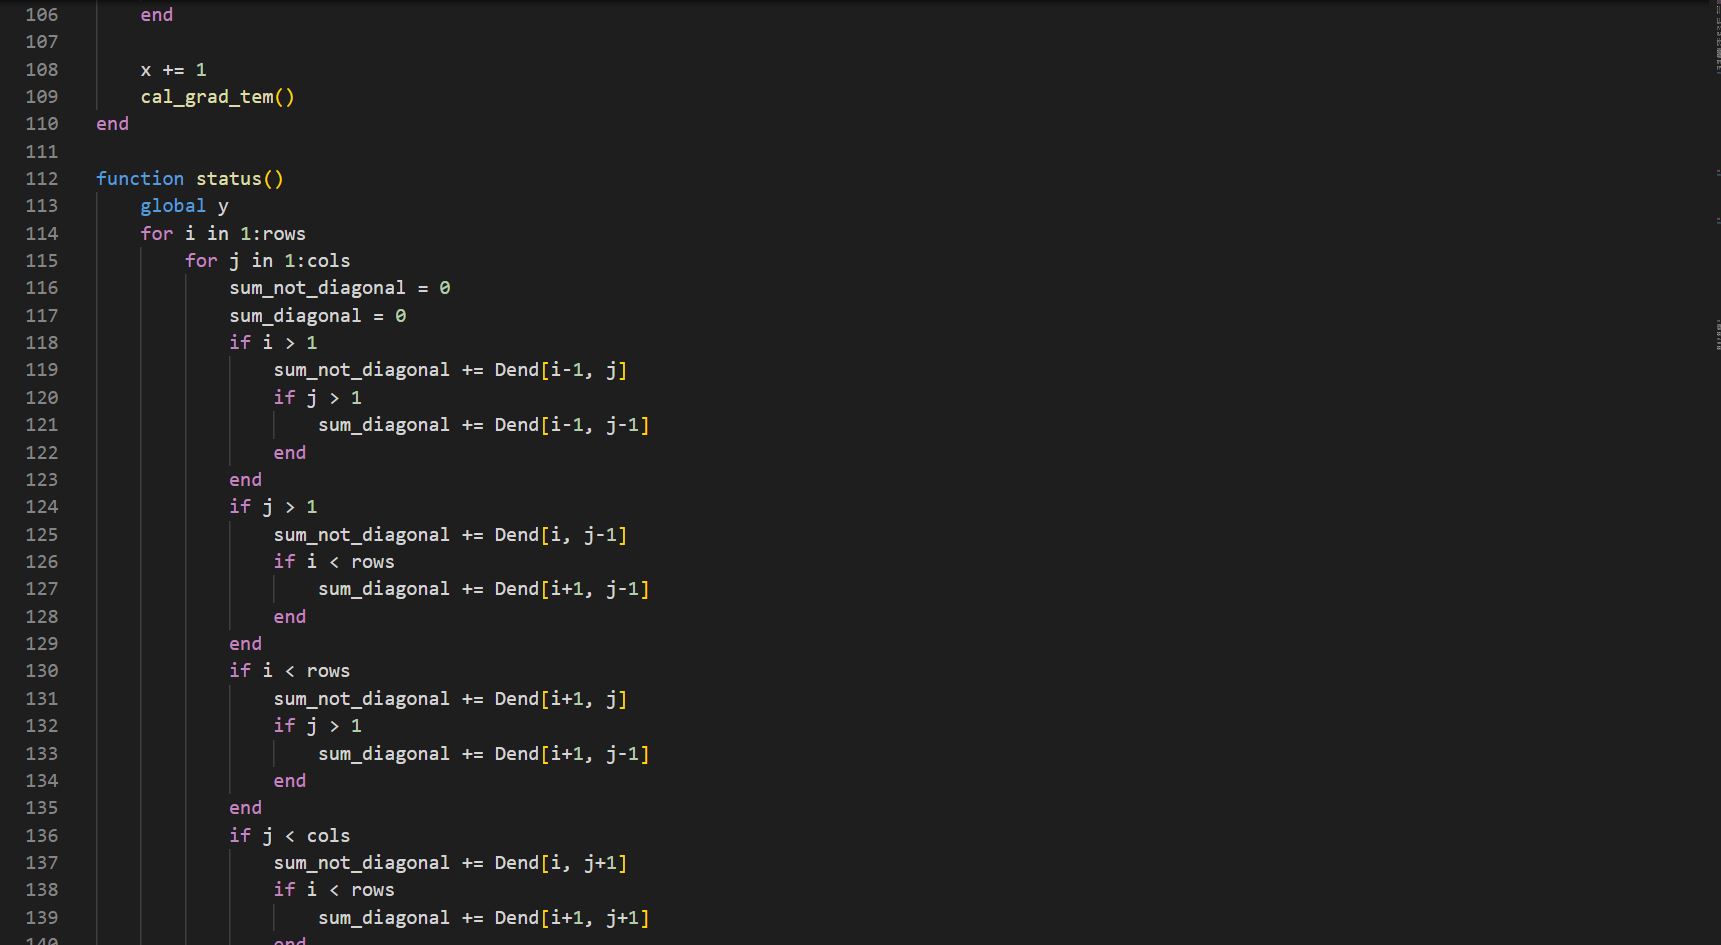 106 end
107
108 x += 1
109 cal_grad_tem()
110 end
111
112 function status()
113 global y
114 for i in 1:rows
115 for j in 1:cols
116 sum_not_diagonal = 0
117 sum_diagonal = 0
118 if i > 1
119 sum_not_diagonal += Dend[i-1, j]
120 if j > 1
121 sum_diagonal += Dend[i-1, j-1]
122 end
123 end
124 if j > 1
125 sum_not_diagonal += Dend[i, j-1]
126 if i < rows
127 sum_diagonal += Dend[i+1, j-1]
128 end
129 end
130 if i < rows
131 sum_not_diagonal += Dend[i+1, j]
132 if j > 1
133 sum_diagonal += Dend[i+1, j-1]
134 end
135 end
136 if j < cols
137 sum_not_diagonal += Dend[i, j+1]
138 if i < rows
139 sum_diagonal += Dend[i+1, j+1]
140 end